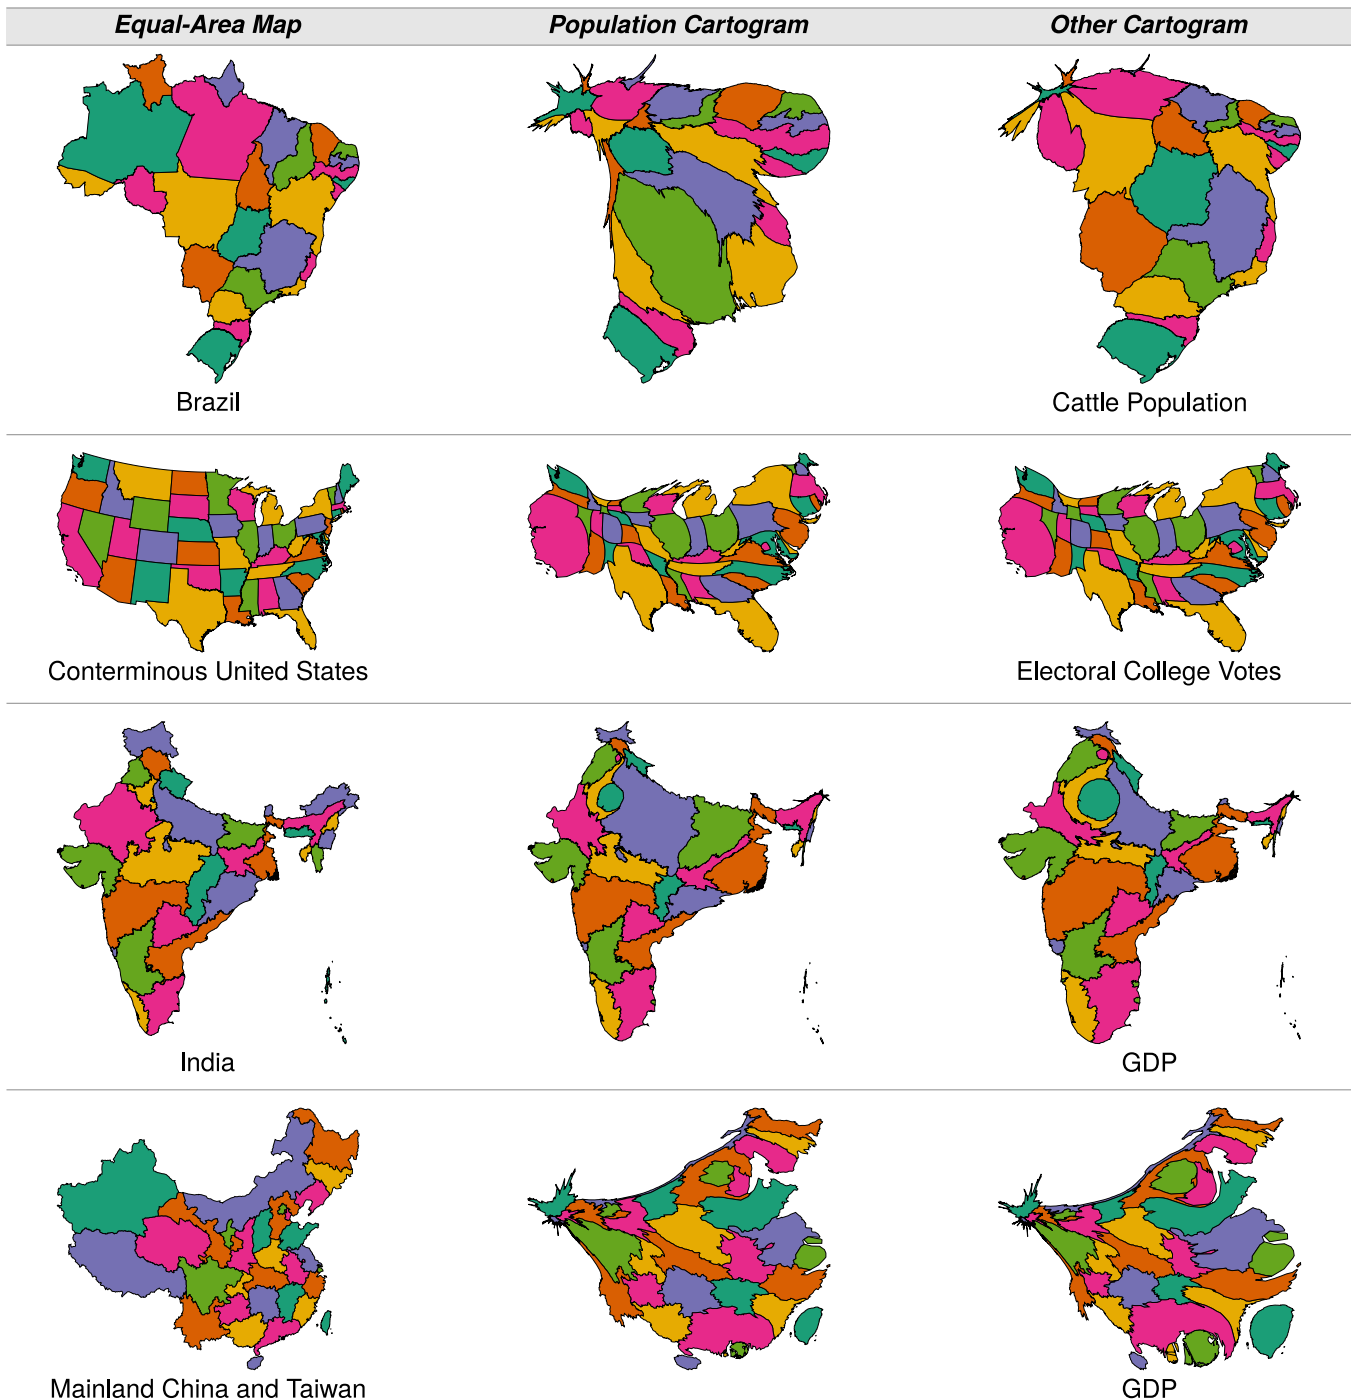 Equal-Area Map Population Cartogram Other Cartogram
Brazil Cattle Population
Conterminous United States Electoral College Votes
India GDP
Mainland China and Taiwan GDP